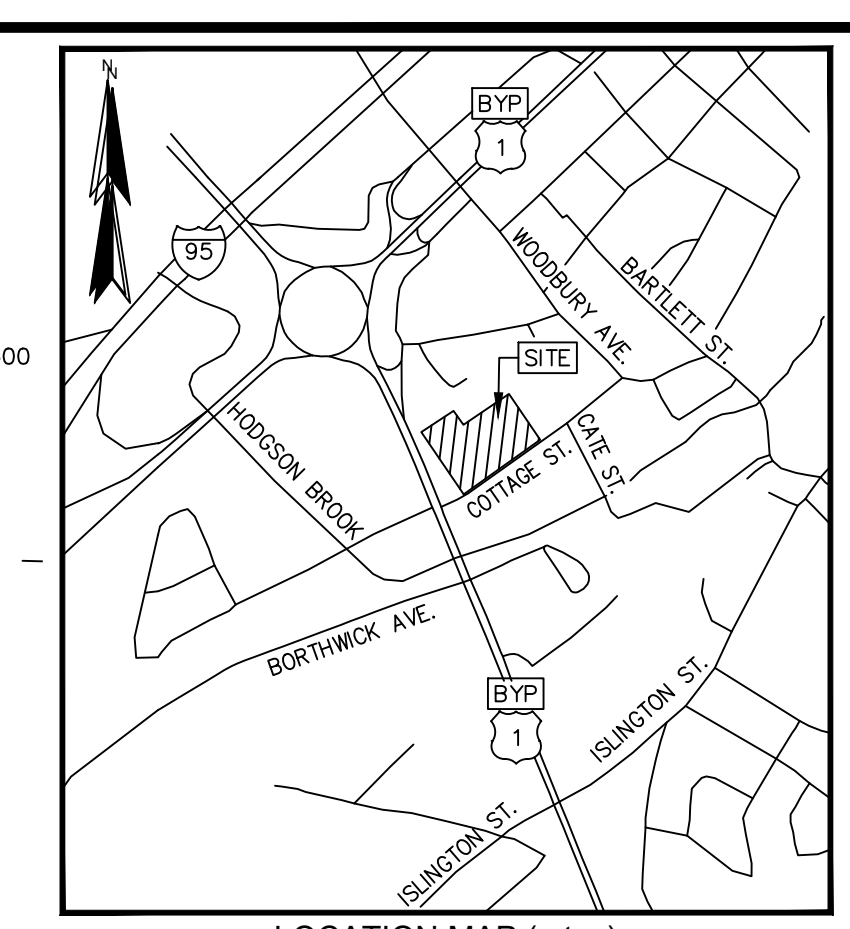 N
N
BYP
1
95
WOODBURY AVE.
BARTLETT ST.
SITE
HODGSON BROOK
CATE ST.
COTTAGE ST.
BORTHWICK AVE.
BYP
1
ISLINGTON ST.
ISLINGTON ST.
LOCATION MAP